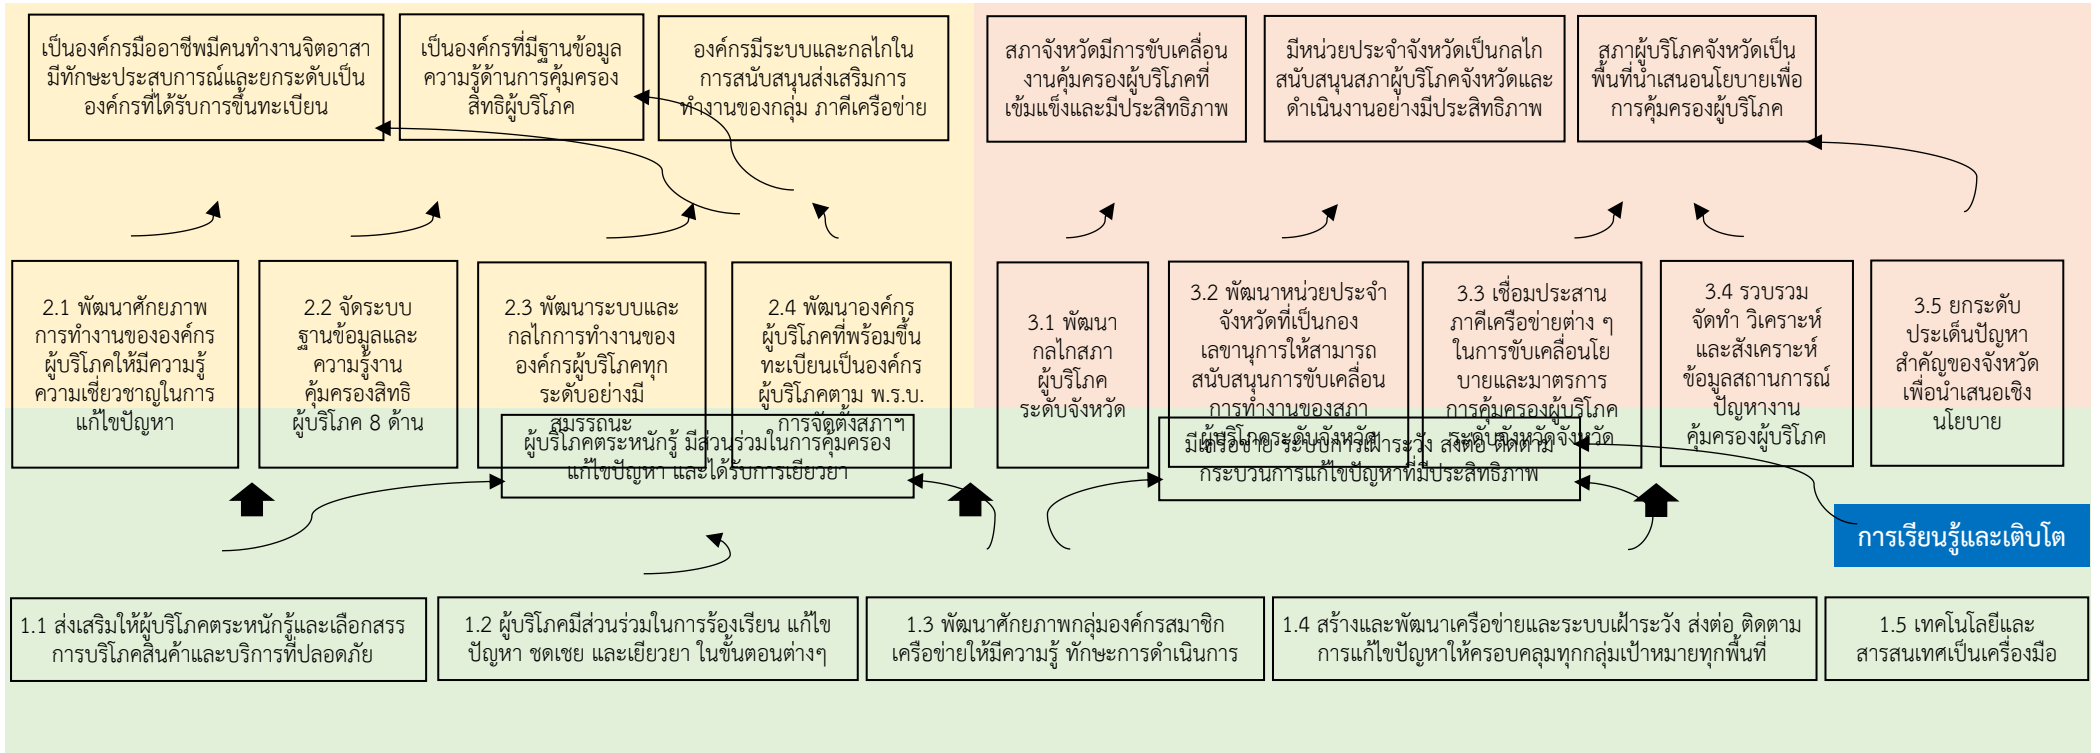 เป็นองค์กรมืออาชีพมีคนทำงานจิตอาสา
มีทักษะประสบการณ์และยกระดับเป็น
องค์กรที่ได้รับการขึ้นทะเบียน
เป็นองค์กรที่มีฐานข้อมูล
ความรู้ด้านการคุ้มครอง
สิทธิผู้บริโภค
องค์กรมีระบบและกลไกใน
การสนับสนุนส่งเสริมการ
ทำงานของกลุ่ม ภาคีเครือข่าย
สภาจังหวัดมีการขับเคลื่อน
งานคุ้มครองผู้บริโภคที่
เข้มแข็งและมีประสิทธิภาพ
มีหน่วยประจำจังหวัดเป็นกลไก
สนับสนุนสภาผู้บริโภคจังหวัดและ
ดำเนินงานอย่างมีประสิทธิภาพ
สภาผู้บริโภคจังหวัดเป็น
พื้นที่นำเสนอนโยบายเพื่อ
การคุ้มครองผู้บริโภค
2.1 พัฒนาศักยภาพ
การทำงานขององค์กร
ผู้บริโภคให้มีความรู้
ความเชี่ยวชาญในการ
แก้ไขปัญหา
2.2 จัดระบบ
ฐานข้อมูลและ
ความรู้งาน
คุ้มครองสิทธิ
ผู้บริโภค 8 ด้าน
2.3 พัฒนาระบบและ
กลไกการทำงานของ
องค์กรผู้บริโภคทุก
ระดับอย่างมี
สมรรถนะ
2.4 พัฒนาองค์กร
ผู้บริโภคที่พร้อมขึ้น
ทะเบียนเป็นองค์กร
ผู้บริโภคตาม พ.ร.บ.
การจัดตั้งสภาฯ
3.1 พัฒนา
กลไกสภา
ผู้บริโภค
ระดับจังหวัด
3.2 พัฒนาหน่วยประจำ
จังหวัดที่เป็นกอง
เลขานุการให้สามารถ
สนับสนุนการขับเคลื่อน
การทำงานของสภา
ผู้บริโภคระดับจังหวัด
3.3 เชื่อมประสาน
ภาคีเครือข่ายต่าง ๆ
ในการขับเคลื่อนโย
บายและมาตรการ
การคุ้มครองผู้บริโภค
ระดับจังหวัดจังหวัด
3.4 รวบรวม
จัดทำ วิเคราะห์
และสังเคราะห์
ข้อมูลสถานการณ์
ปัญหางาน
คุ้มครองผู้บริโภค
3.5 ยกระดับ
ประเด็นปัญหา
สำคัญของจังหวัด
เพื่อนำเสนอเชิง
นโยบาย
ผู้บริโภคตระหนักรู้ มีส่วนร่วมในการคุ้มครอง
แก้ไขปัญหา และได้รับการเยียวยา
มีเครือข่าย ระบบการเฝ้าระวัง ส่งต่อ ติดตาม
กระบวนการแก้ไขปัญหาที่มีประสิทธิภาพ
การเรียนรู้และเติบโต
1.1 ส่งเสริมให้ผู้บริโภคตระหนักรู้และเลือกสรร
การบริโภคสินค้าและบริการที่ปลอดภัย
1.2 ผู้บริโภคมีส่วนร่วมในการร้องเรียน แก้ไข
ปัญหา ชดเชย และเยียวยา ในขั้นตอนต่างๆ
1.3 พัฒนาศักยภาพกลุ่มองค์กรสมาชิก
เครือข่ายให้มีความรู้ ทักษะการดำเนินการ
1.4 สร้างและพัฒนาเครือข่ายและระบบเฝ้าระวัง ส่งต่อ ติดตาม
การแก้ไขปัญหาให้ครอบคลุมทุกกลุ่มเป้าหมายทุกพื้นที่
1.5 เทคโนโลยีและ
สารสนเทศเป็นเครื่องมือ